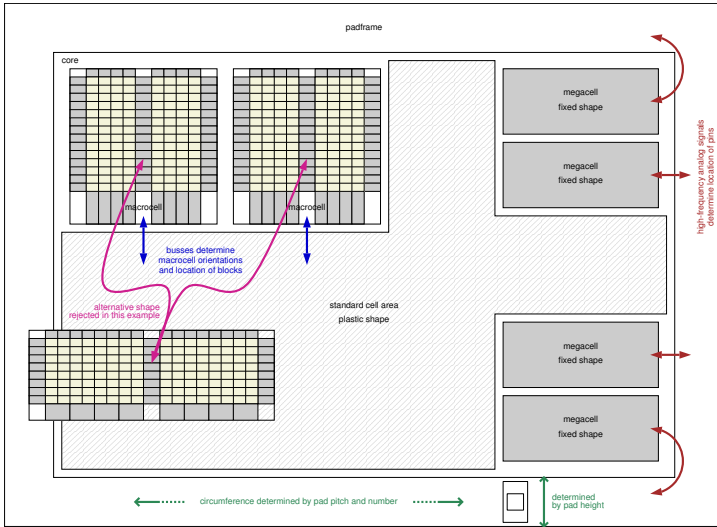 padframe
core
megacell
fixed shape
megacell
fixed shape
high-frequency analog signals
determine location of pins
macrocell
macrocell
busses determine
macrocell orientations
and location of blocks
alternative shape
rejected in this example
standard cell area
plastic shape
megacell
fixed shape
megacell
fixed shape
circumference determined by pad pitch and number
determined
by pad height